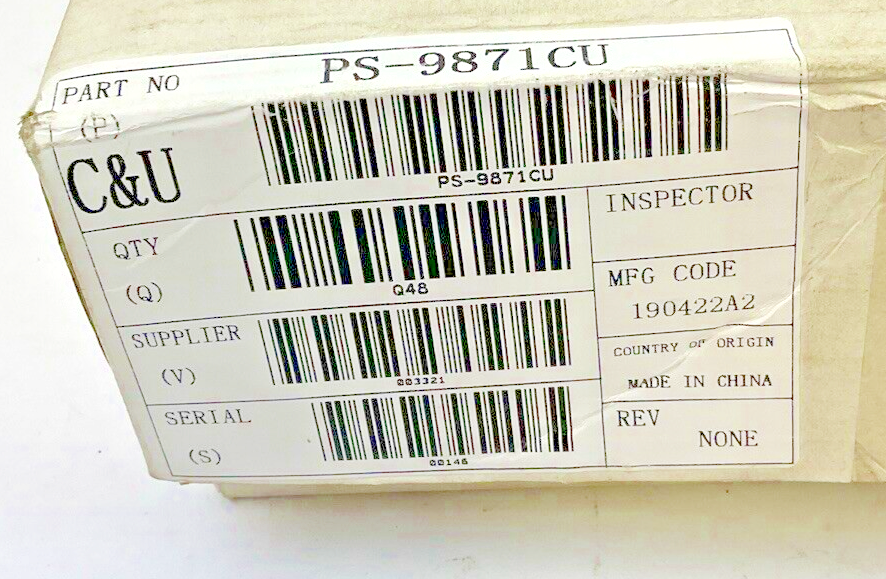 PART NO PS-9871CU
(P)
C&U
PS-9871CU
QTY
(Q)
Q48
INSPECTOR
MFG CODE
190422A2
SUPPLIER
(V)
003321
COUNTRY OF ORIGIN
MADE IN CHINA
SERIAL
(S)
00146
REV
NONE